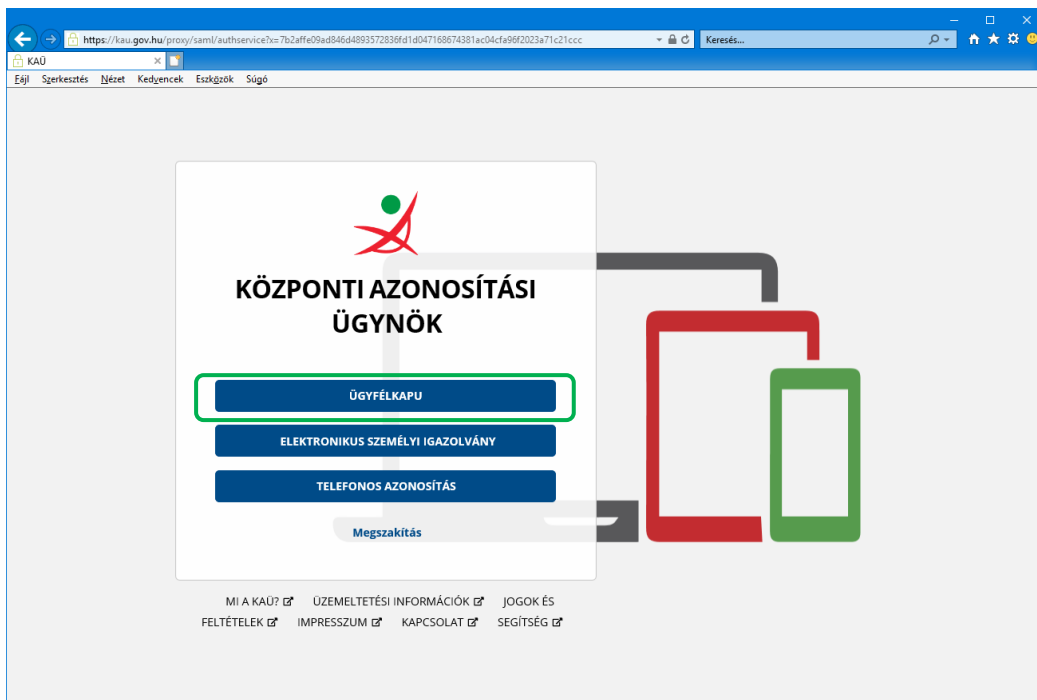 https://kau.gov.hu/proxy/saml/authservice?x=7b2affe09ad846d4893572836fd1d047168674381ac04cfa96f2023a71c21ccc
Keresés...
KAÜ
Fájl Szerkesztés Nézet Kedvencek Eszközök Súgó
KÖZPONTI AZONOSÍTÁSI
ÜGYNÖK
ÜGYFÉLKAPU
ELEKTRONIKUS SZEMÉLYI IGAZOLVÁNY
TELEFONOS AZONOSÍTÁS
Megszakítás
MI A KAÜ? ÜZEMELTETÉSI INFORMÁCIÓK JOGOK ÉS
FELTÉTELEK IMPRESSZUM KAPCSOLAT SEGÍTSÉG